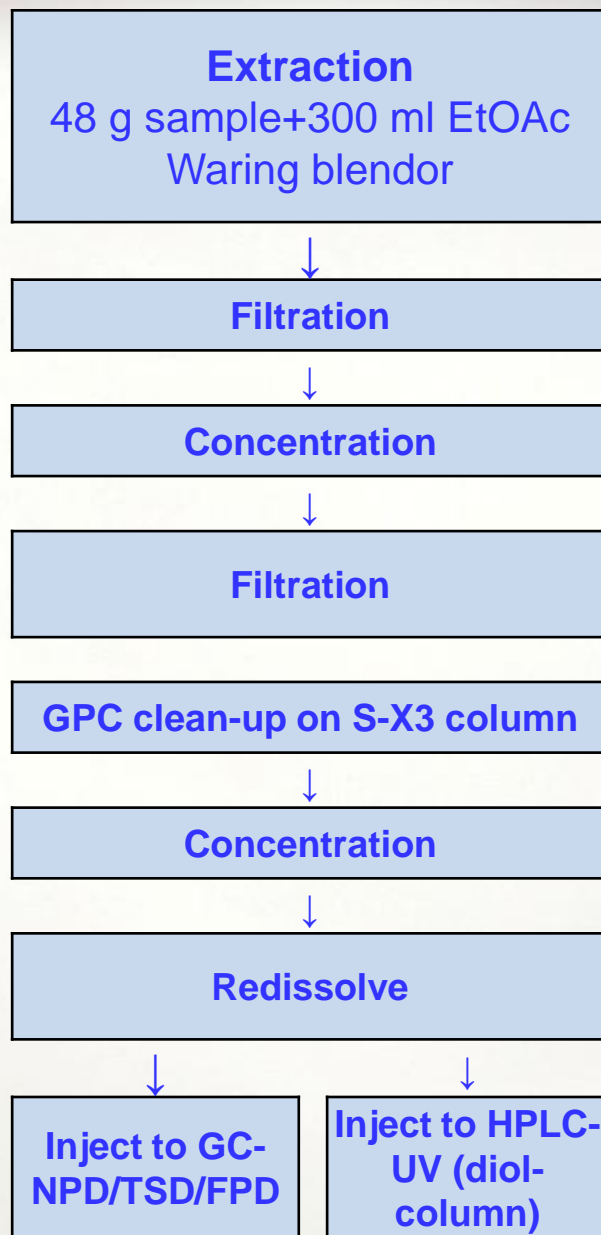 Extraction
48 g sample+300 ml EtOAc
Waring blendor
↓
Filtration
↓
Concentration
↓
Filtration
GPC clean-up on S-X3 column
↓
Concentration
↓
Redissolve
↓ ↓
Inject to GC-
NPD/TSD/FPD
Inject to HPLC-
UV (diol-
column)